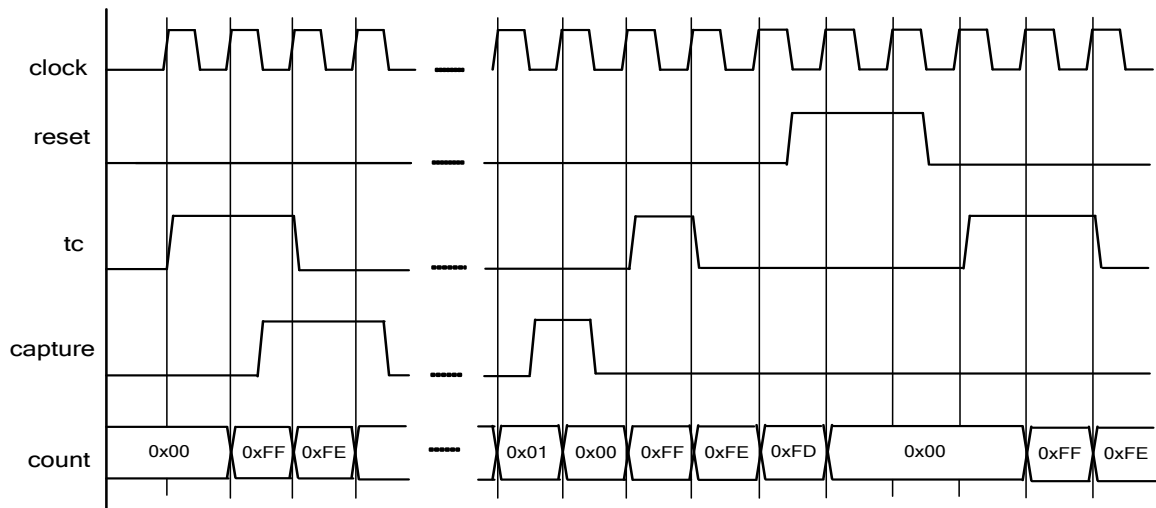 clock
reset
tc
capture
count
0x00
0xFF
0xFE
0x01
0x00
0xFF
0xFE
0xFD
0x00
0xFF
0xFE